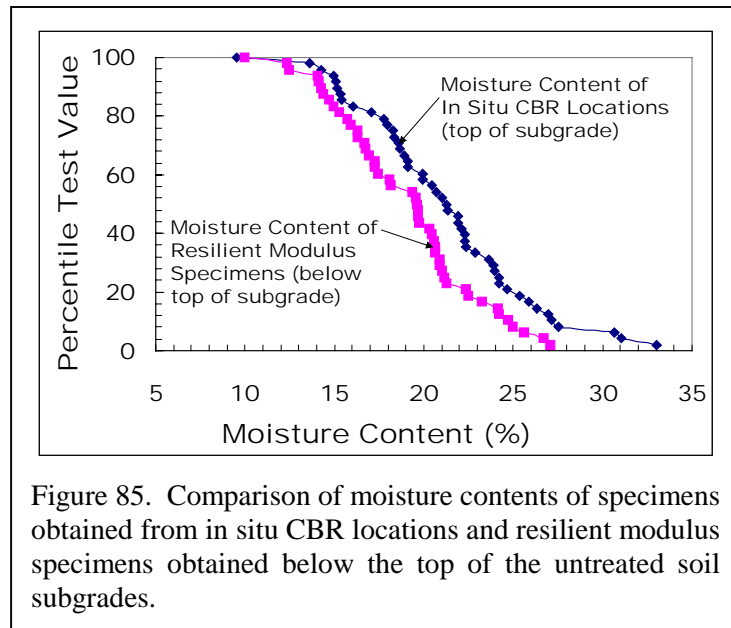 Percentile Test Value
100
80
60
40
20
0
Moisture Content of
In Situ CBR Locations
(top of subgrade)
Moisture Content of
Resilient Modulus
Specimens (below
top of subgrade)
5 10 15 20 25 30 35
Moisture Content (%)
Figure 85. Comparison of moisture contents of specimens
obtained from in situ CBR locations and resilient modulus
specimens obtained below the top of the untreated soil
subgrades.